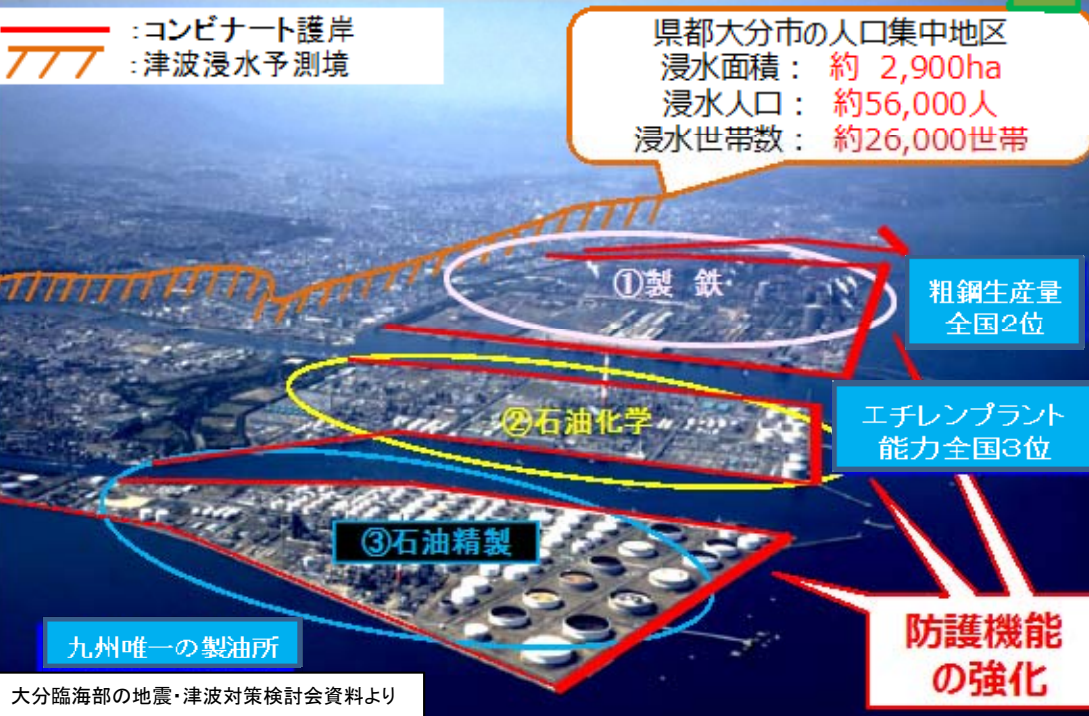 :コンビナート護岸
:津波浸水予測境
県都大分市の人口集中地区
浸水面積： 約 2,900ha
浸水人口： 約56,000人
浸水世帯数： 約26,000世帯
①製 鉄
粗鋼生産量
全国2位
②石油化学
エチレンプラント
能力全国3位
③石油精製
防護機能
の強化
九州唯一の製油所
大分臨海部の地震・津波対策検討会資料より